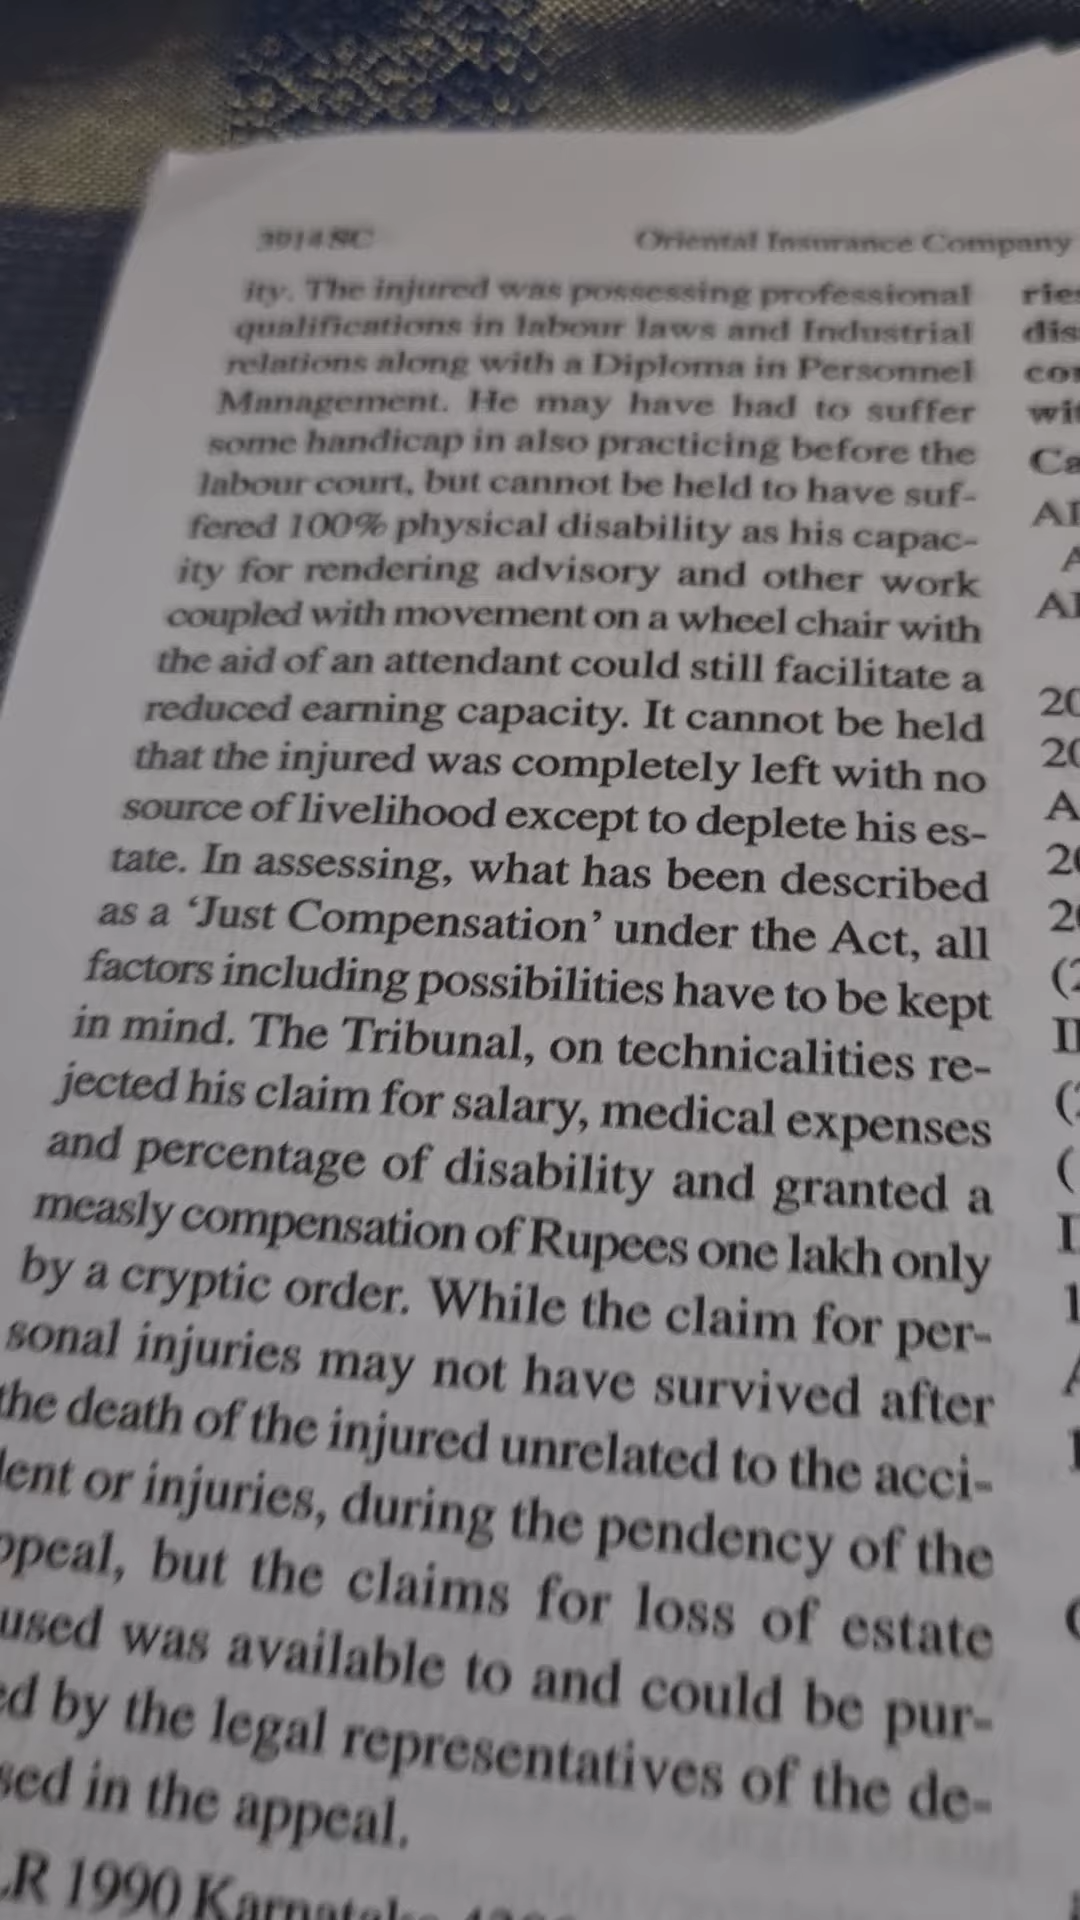 SC Oriental Insurance Company
ity. The injured was possessing professional
qualifications in labour laws and Industrial
relations along with a Diploma in Personnel
Management. He may have had to suffer
some handicap in also practicing before the
labour court, but cannot be held to have suf-
fered 100% physical disability as his capac-
ity for rendering advisory and other work
coupled with movement on a wheel chair with
the aid of an attendant could still facilitate a
reduced earning capacity. It cannot be held
that the injured was completely left with no
source of livelihood except to deplete his es-
tate. In assessing, what has been described
as a ‘Just Compensation’ under the Act, all
factors including possibilities have to be kept
in mind. The Tribunal, on technicalities re-
jected his claim for salary, medical expenses
and percentage of disability and granted a
measly compensation of Rupees one lakh only
by a cryptic order. While the claim for per-
sonal injuries may not have survived after
the death of the injured unrelated to the acci-
dent or injuries, during the pendency of the
ppeal, but the claims for loss of estate
used was available to and could be pur-
ed by the legal representatives of the de-
sed in the appeal.
LR 1990
ries
dis
con
wit
Ca